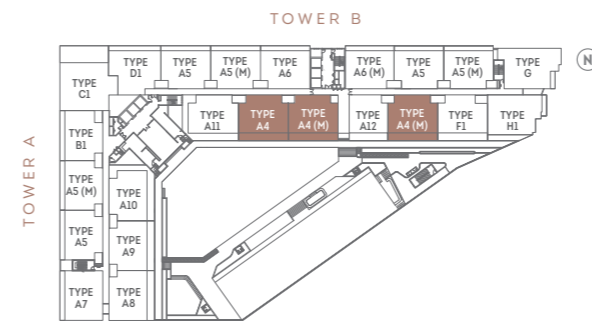 TOWER B
TYPE
D1
TYPE
A5
TYPE
A5 (M)
TYPE
A6
TYPE
A6 (M)
TYPE
A5
TYPE
A5 (M)
TYPE
G
N
TYPE
C1
TYPE
A11
TYPE
A4
TYPE
A4 (M)
TYPE
A12
TYPE
A4 (M)
TYPE
F1
TYPE
H1
TOWER A
TYPE
B1
TYPE
A5 (M)
TYPE
A10
TYPE
A5
TYPE
A9
TYPE
A7
TYPE
A8